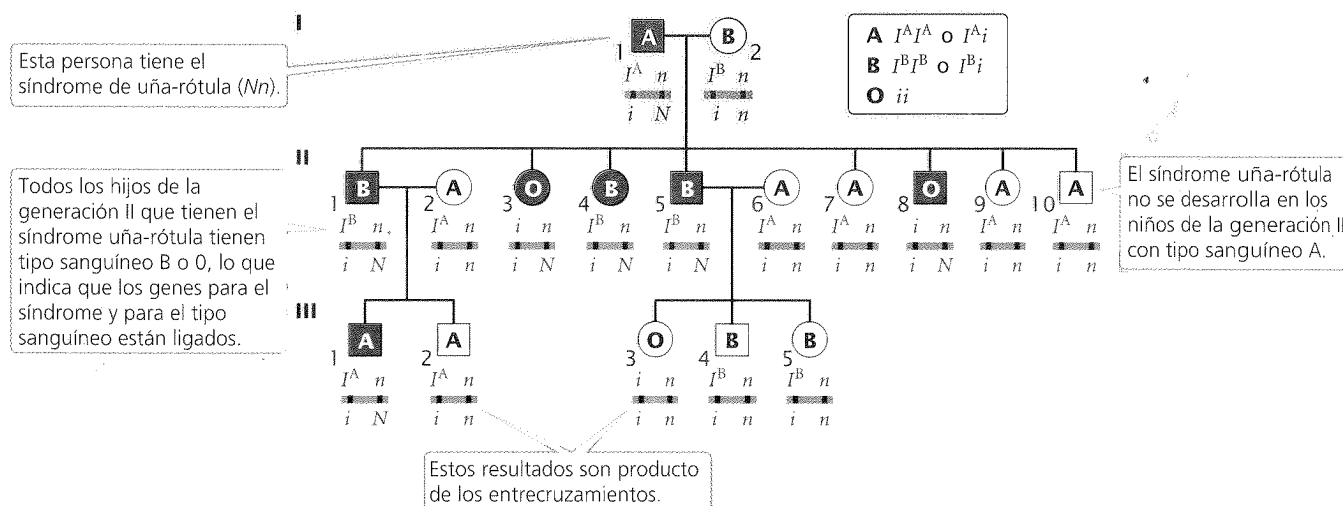 I
Esta persona tiene el
síndrome de uña-rótula (Nn).
A
B
1
2
I^A n
I^B n
i N
i n
A I^A I^A o I^A i
B I^B I^B o I^B i
O ii
II
Todos los hijos de la
generación II que tienen el
síndrome uña-rótula tienen
tipo sanguíneo B o 0, lo que
indica que los genes para el
síndrome y para el tipo
sanguíneo están ligados.
B A O B B A A O A A
1 2 3 4 5 6 7 8 9 10
I^B n I^A n i n I^B n I^B n I^A n I^A n i n I^A n I^A n
i N i n i N i N i N i n i n i N i n i n
El síndrome uña-rótula
no se desarrolla en los
niños de la generación II
con tipo sanguíneo A.
III
A A O B B
1 2 3 4 5
I^A n I^A n i n I^B n I^B n
i N i n i n i n i n
Estos resultados son producto
de los entrecruzamientos.